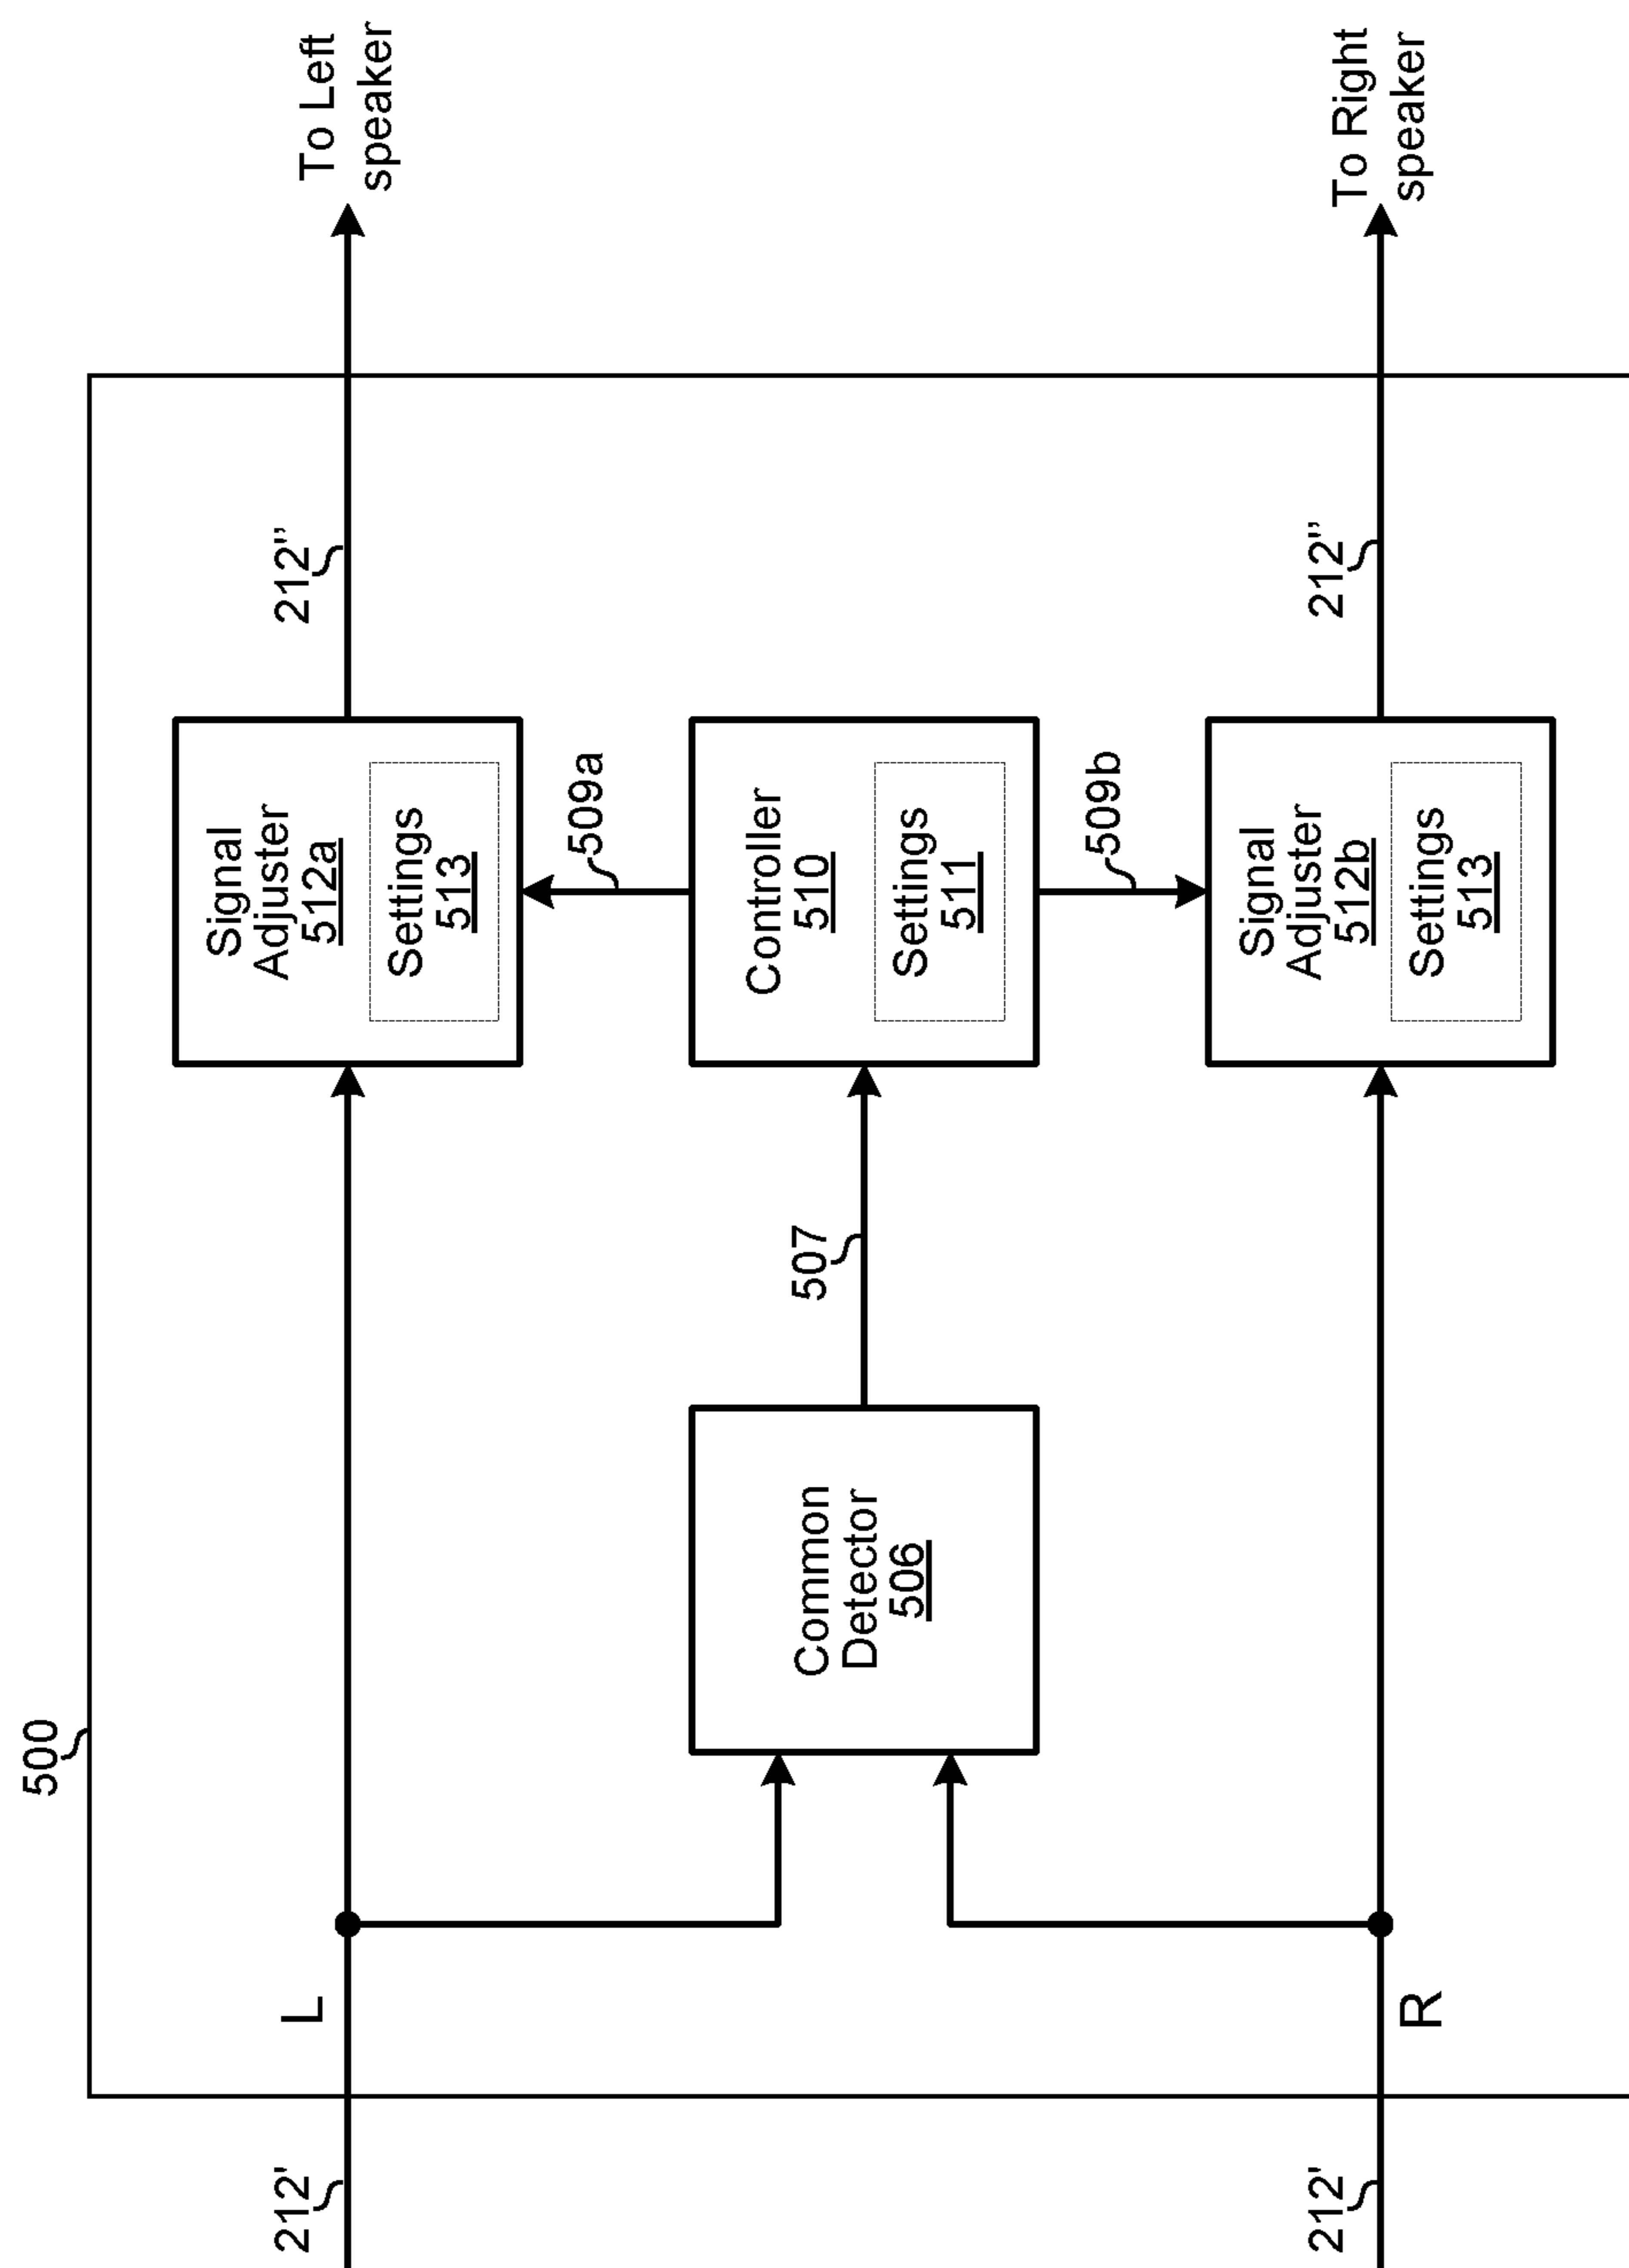 500
212'
L
Signal
Adjuster
512a
Settings
513
212''
To Left
speaker
509a
Common
Detector
506
507
Controller
510
Settings
511
509b
212'
R
Signal
Adjuster
512b
Settings
513
212''
To Right
speaker